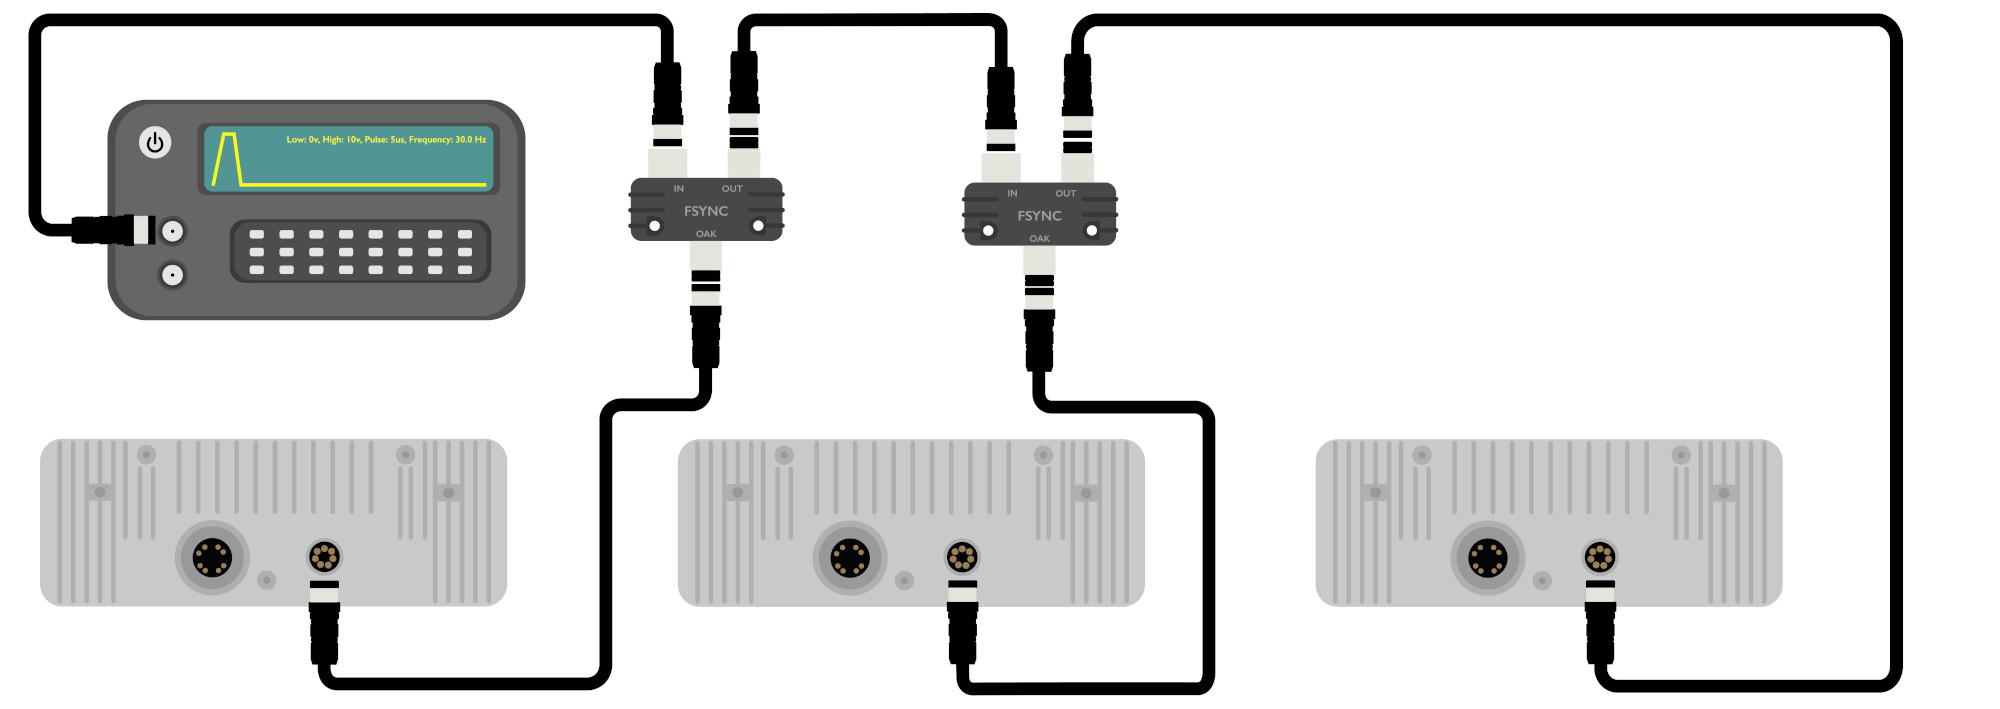 Low: 0v, High: 10v, Pulse: 5us, Frequency: 30.0 Hz
IN OUT
FSYNC
OAK
IN OUT
FSYNC
OAK